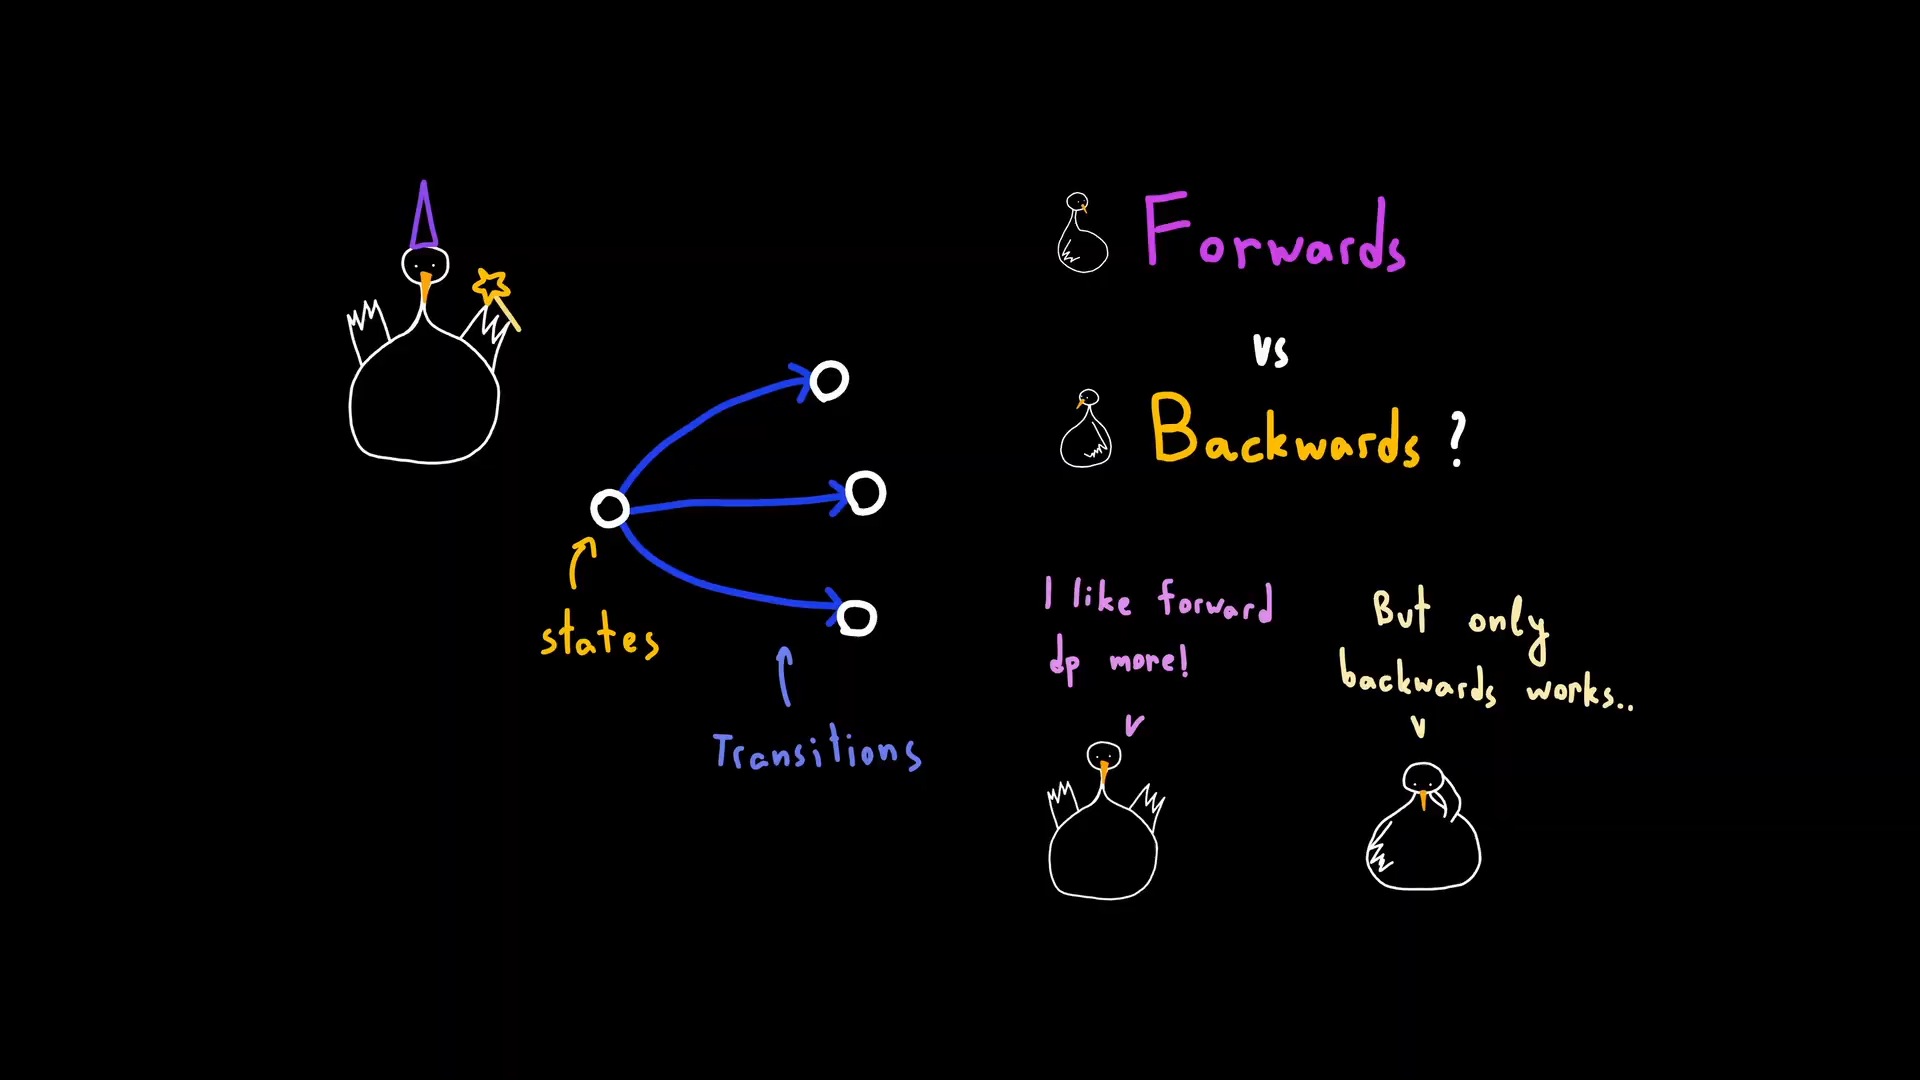 states
Transitions
Forwards
vs
Backwards ?
I like forward
dp more!
But only
backwards works..